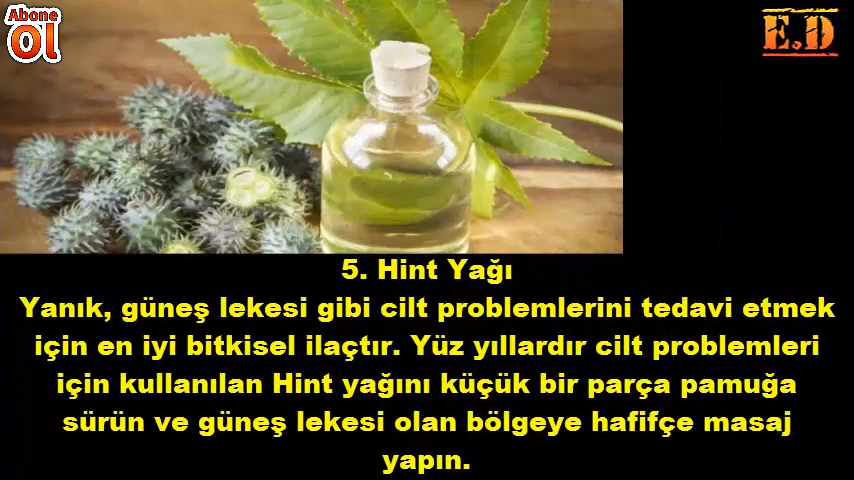 Abone
Ol
E.D
5. Hint Yağı
Yanık, güneş lekesi gibi cilt problemlerini tedavi etmek
için en iyi bitkisel ilaçtır. Yüz yıllardır cilt problemleri
için kullanılan Hint yağını küçük bir parça pamuğa
sürün ve güneş lekesi olan bölgeye hafifçe masaj
yapın.